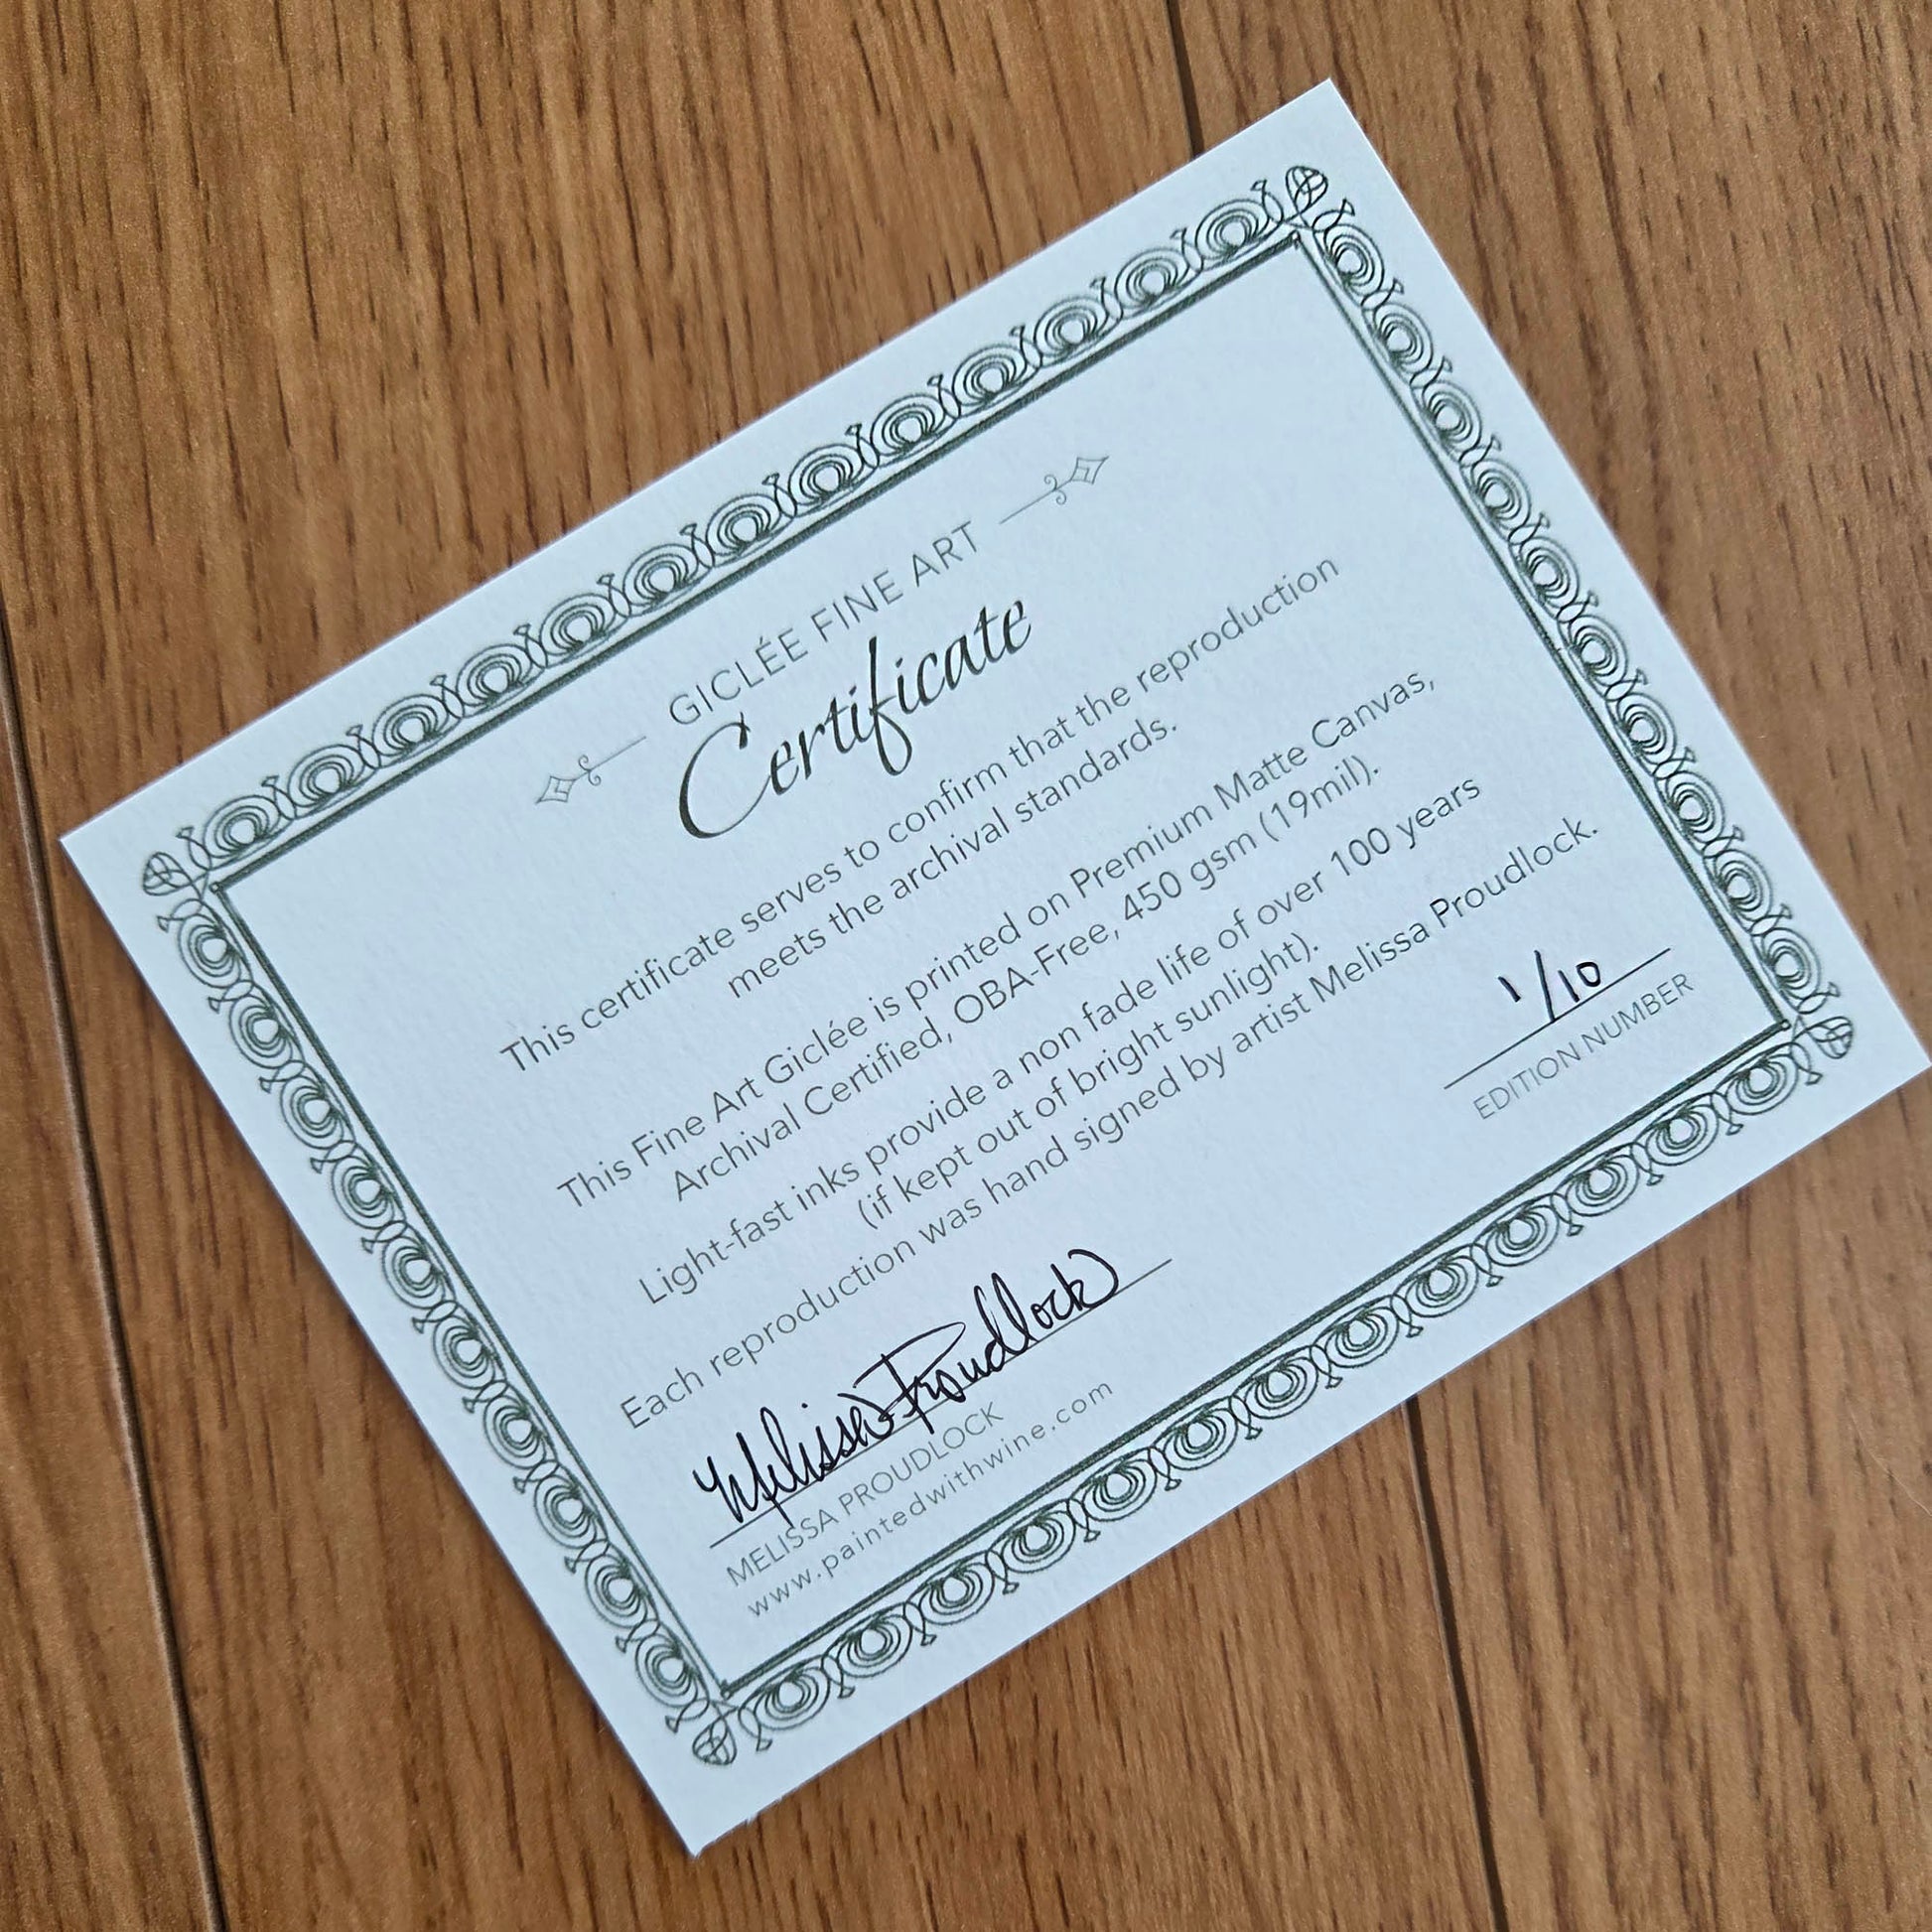 GICLÉE FINE ART
Certificate
This certificate serves to confirm that the reproduction
meets the archival standards.
This Fine Art Giclée is printed on Premium Matte Canvas,
Archival Certified, OBA-Free, 450 gsm (19mil).
Light-fast inks provide a non fade life of over 100 years
(if kept out of bright sunlight).
Each reproduction was hand signed by artist Melissa Proudlock.
Melissa Proudlock
MELISSA PROUDLOCK
www.paintedwithwine.com
1/10
EDITION NUMBER